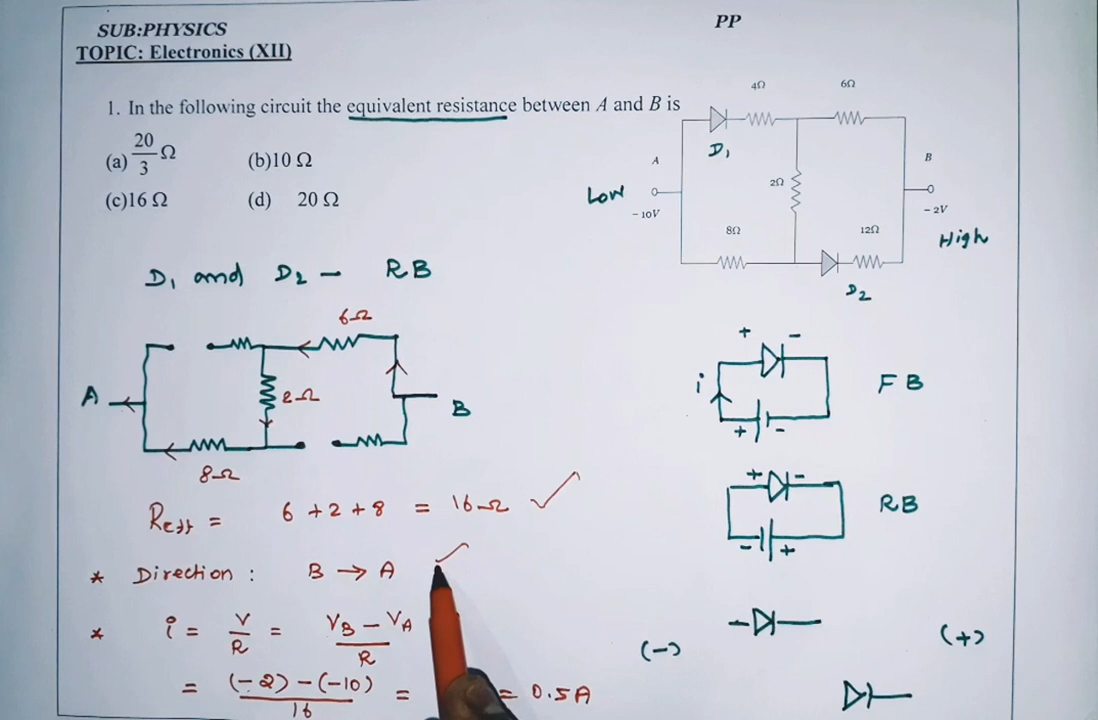 SUB:PHYSICS
PP
TOPIC: Electronics (XII)
1. In the following circuit the equivalent resistance between A and B is
(a) 20/3 Ω (b)10 Ω
(c)16 Ω (d) 20 Ω
4Ω 6Ω
D1
A
B
2Ω
Low
- 10V
- 2V
High
8Ω
12Ω
D2
D1 and D2 - RB
6Ω
A
2Ω
B
8Ω
Reff = 6 + 2 + 8 = 16Ω ✓
* Direction : B → A ✓
* i = V/R = VB - VA / R
= (-2) - (-10) / 16 = = 0.5A
+ -
i
FB
+ -
+ -
RB
- +
(-) (+)